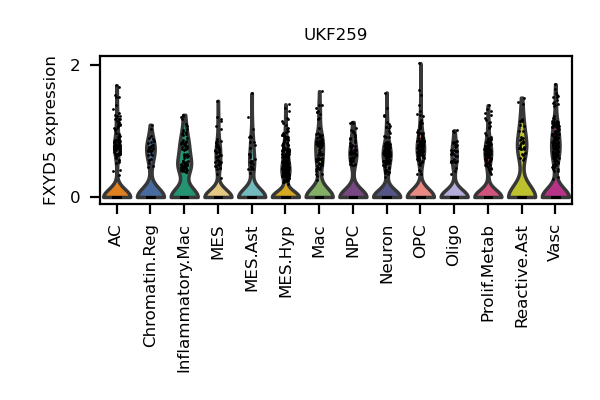 UKF259
FXYD5 expression
2
0
AC
Chromatin.Reg
Inflammatory.Mac
MES
MES.Ast
MES.Hyp
Mac
NPC
Neuron
OPC
Oligo
Prolif.Metab
Reactive.Ast
Vasc